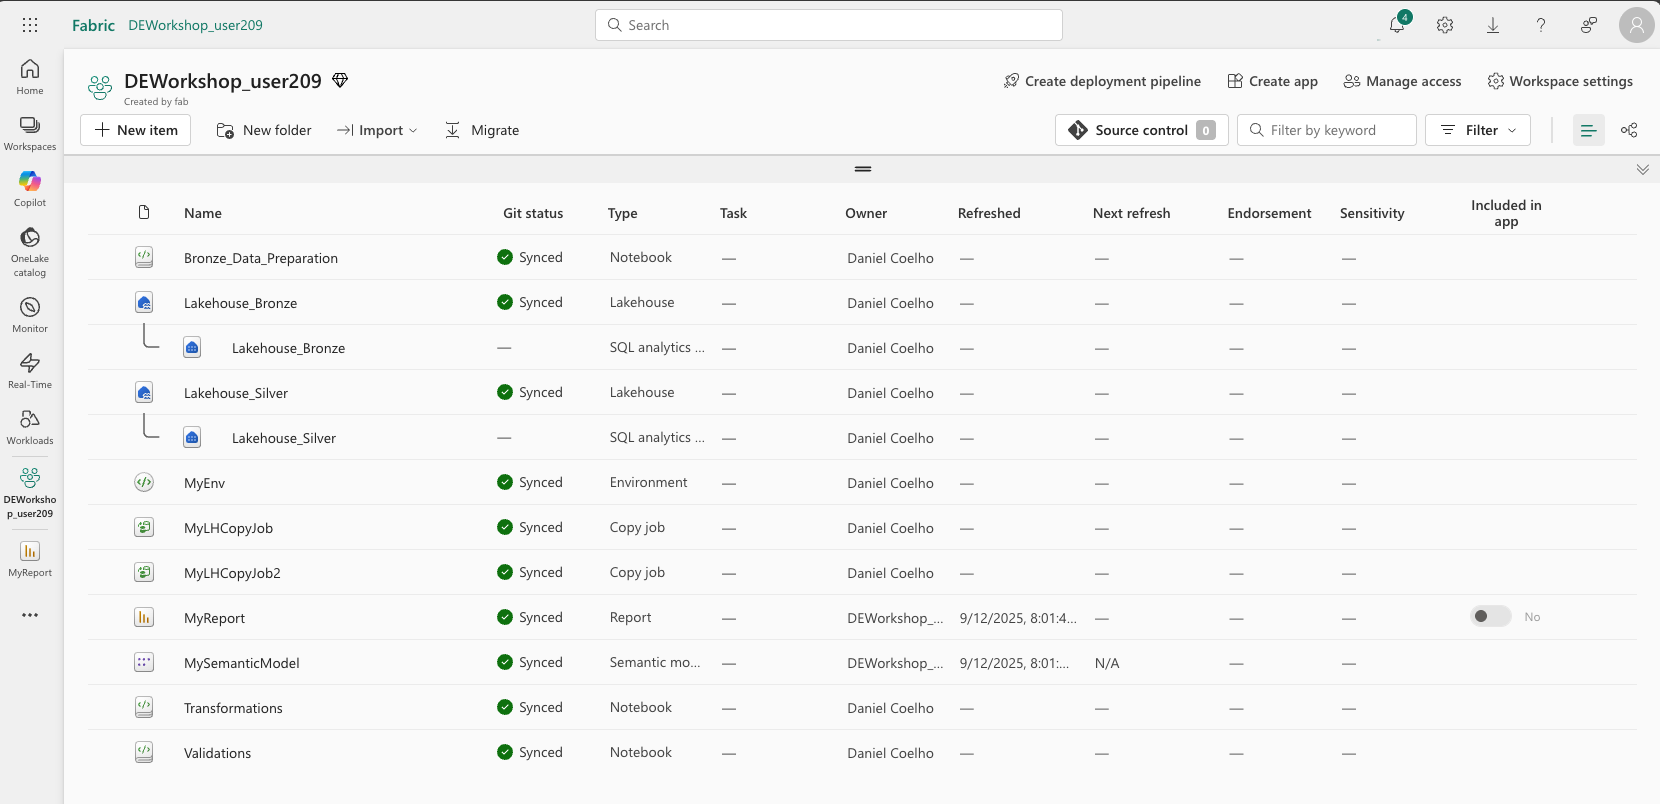 Fabric DEWorkshop_user209 Search 4
Home
Workspaces
Copilot
OneLake
catalog
Monitor
Real-Time
Workloads
DEWorksho
p_user209
MyReport
DEWorkshop_user209
Created by fab
Create deployment pipeline Create app Manage access Workspace settings
New item New folder Import Migrate Source control 0 Filter by keyword Filter
Name Git status Type Task Owner Refreshed Next refresh Endorsement Sensitivity Included in
app
Bronze_Data_Preparation Synced Notebook — Daniel Coelho — — — —
Lakehouse_Bronze Synced Lakehouse — Daniel Coelho — — — —
Lakehouse_Bronze — SQL analytics ... — Daniel Coelho — — — —
Lakehouse_Silver Synced Lakehouse — Daniel Coelho — — — —
Lakehouse_Silver — SQL analytics ... — Daniel Coelho — — — —
MyEnv Synced Environment — Daniel Coelho — — — —
MyLHCopyJob Synced Copy job — Daniel Coelho — — — —
MyLHCopyJob2 Synced Copy job — Daniel Coelho — — — —
MyReport Synced Report — DEWorkshop_... 9/12/2025, 8:01:4... — — — No
MySemanticModel Synced Semantic mo... — DEWorkshop_... 9/12/2025, 8:01:... N/A — —
Transformations Synced Notebook — Daniel Coelho — — — —
Validations Synced Notebook — Daniel Coelho — — — —